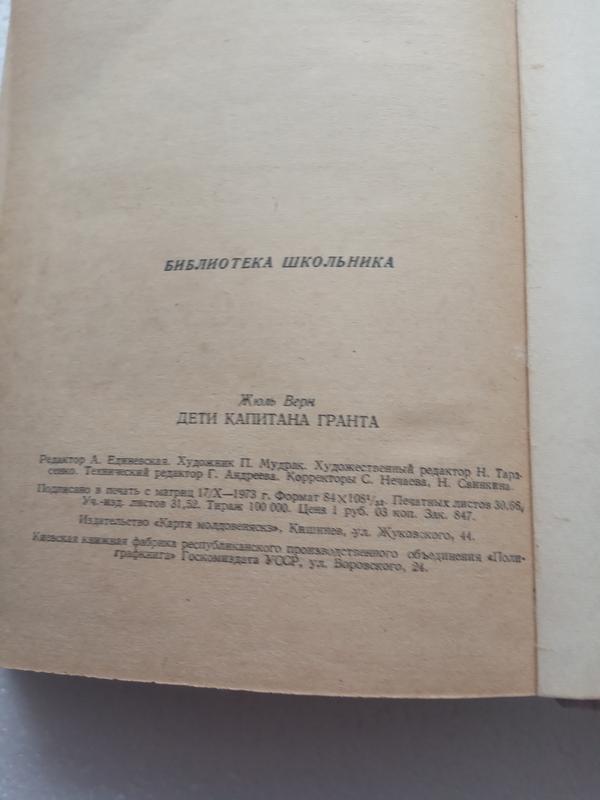 БИБЛИОТЕКА ШКОЛЬНИКА
Жюль Верн
ДЕТИ КАПИТАНА ГРАНТА
Редактор А. Единевская. Художник П. Мудрак. Художественный редактор Н. Тара-
сенко. Технический редактор Г. Андреева. Корректоры С. Нечаева, Н. Свинкина.
Подписано в печать с матриц 17/X—1973 г. Формат 84×108¹/₃₂. Печатных листов 30,66,
Уч.-изд. листов 31,52. Тираж 100 000. Цена 1 руб. 03 коп. Зак. 847.
Издательство «Картя молдовеняскэ», Кишинев, ул. Жуковского, 44.
Киевская книжная фабрика республиканского производственного объединения «Поли-
графкнига» Госкомиздата УССР, ул. Воровского, 24.